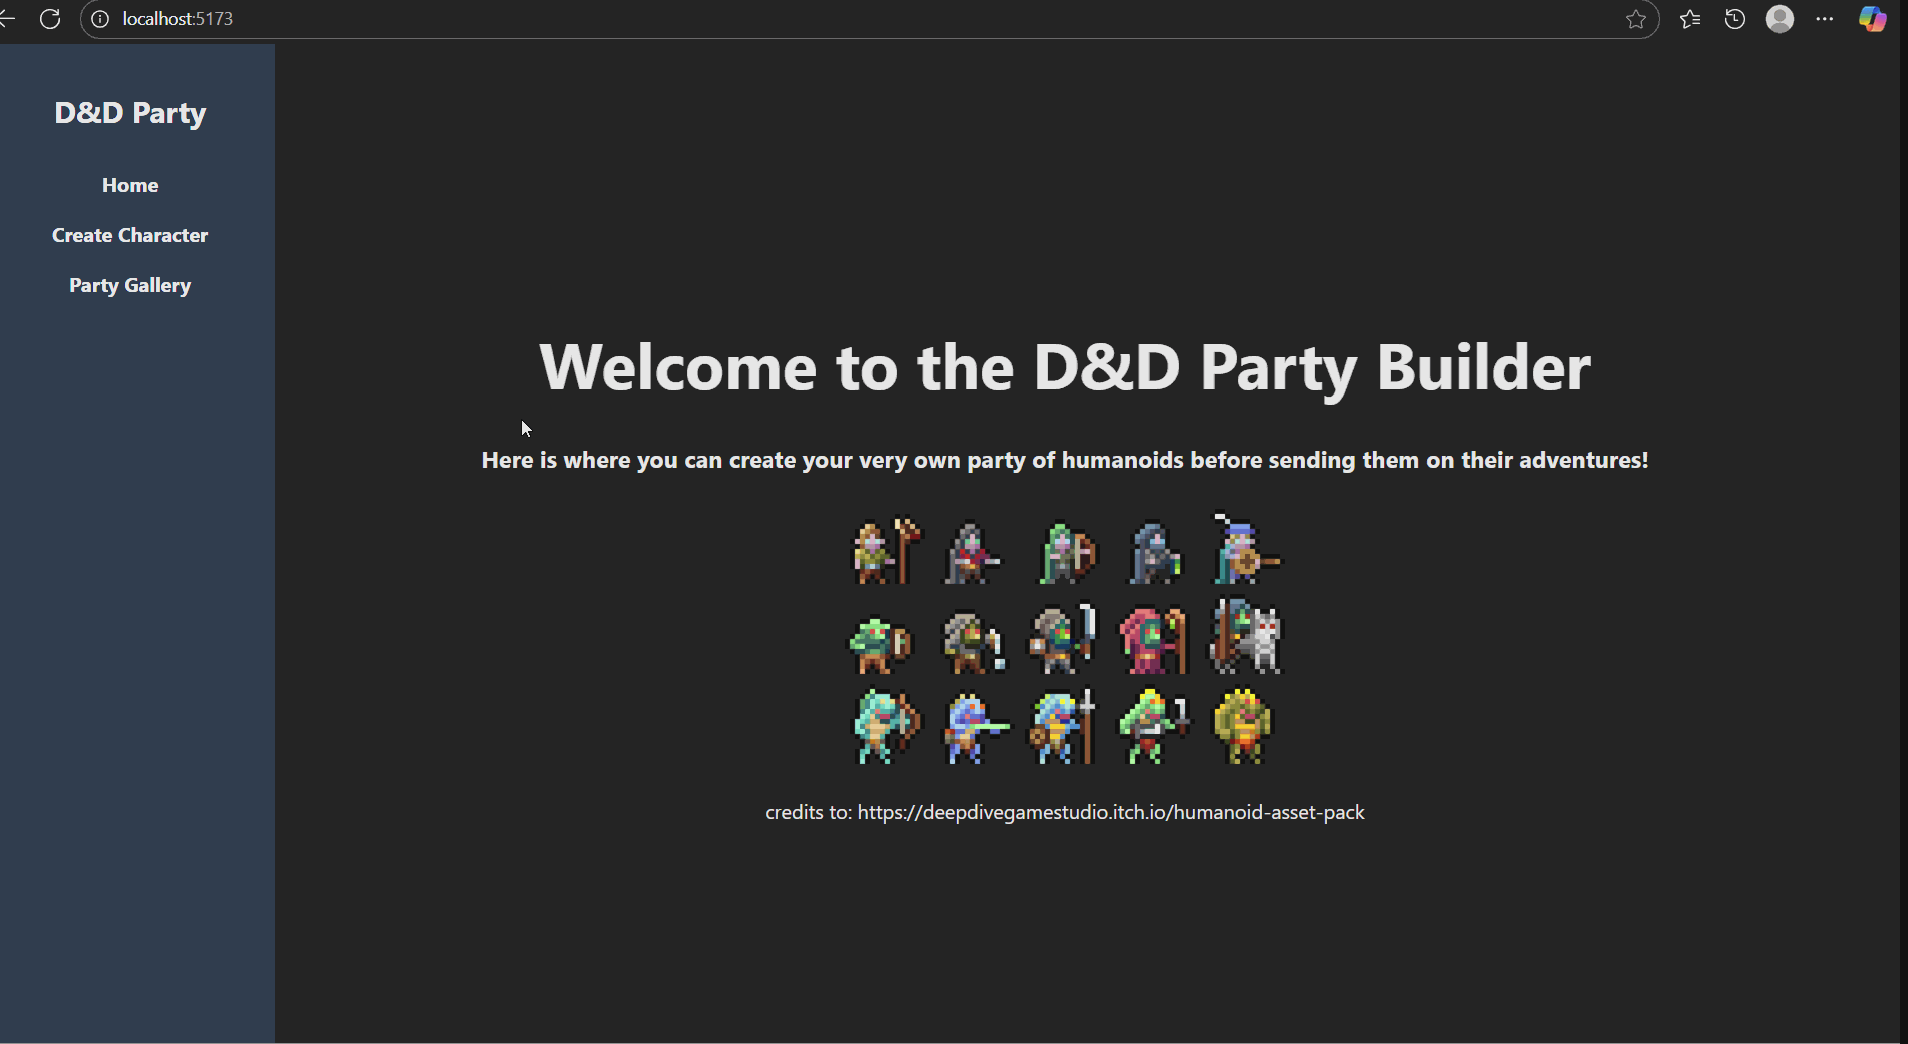 localhost:5173
D&D Party
Home
Create Character
Party Gallery
Welcome to the D&D Party Builder
Here is where you can create your very own party of humanoids before sending them on their adventures!
credits to: https://deepdivegamestudio.itch.io/humanoid-asset-pack